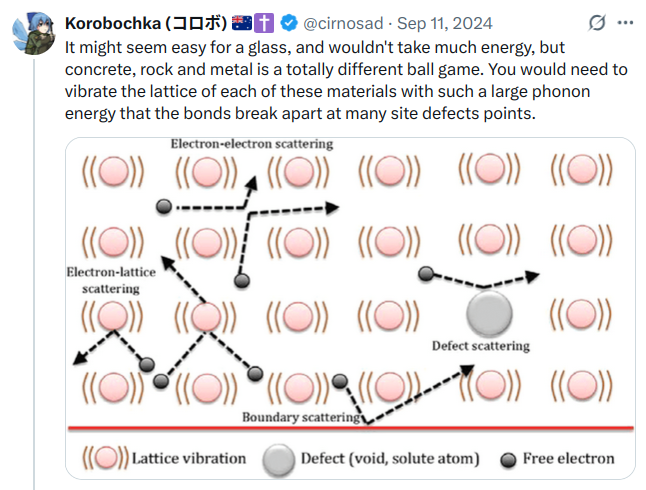 Korobochka (コロボ) 🇦🇺✝️ @cirnosad · Sep 11, 2024
It might seem easy for a glass, and wouldn't take much energy, but
concrete, rock and metal is a totally different ball game. You would need to
vibrate the lattice of each of these materials with such a large phonon
energy that the bonds break apart at many site defects points.
Electron-electron scattering
Electron-lattice
scattering
Defect scattering
Boundary scattering
Lattice vibration
Defect (void, solute atom)
Free electron